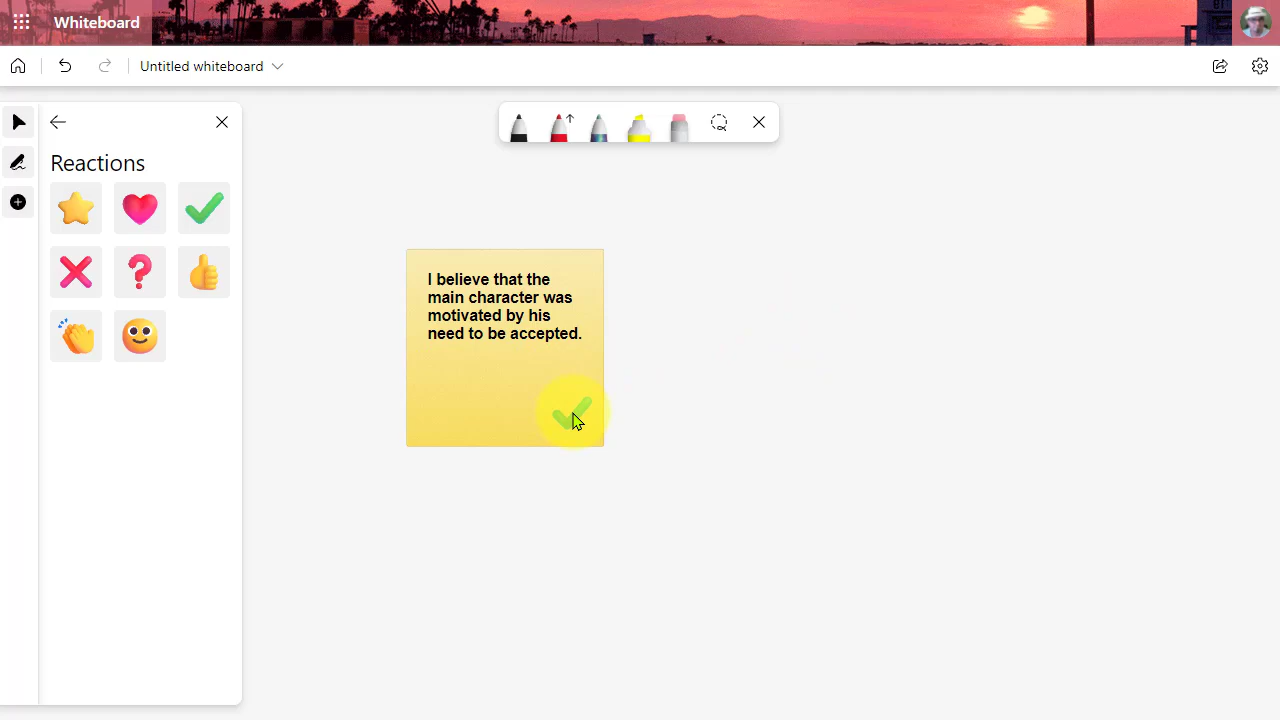 Whiteboard
Untitled whiteboard
Reactions
I believe that the
main character was
motivated by his
need to be accepted.